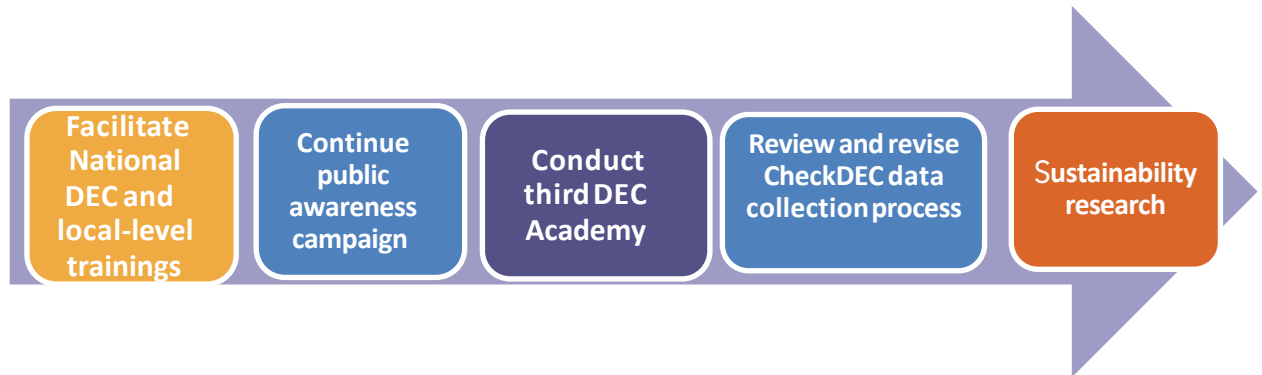 Facilitate
National
DEC and
local-level
trainings
Continue
public
awareness
campaign
Conduct
third DEC
Academy
Review and revise
CheckDEC data
collection process
Sustainability
research